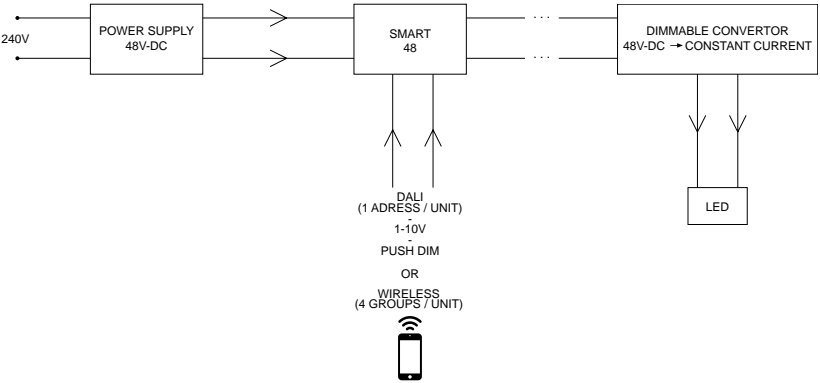 240V
POWER SUPPLY
48V-DC
SMART
48
. . .
. . .
DIMMABLE CONVERTOR
48V-DC → CONSTANT CURRENT
DALI
(1 ADRESS / UNIT)
-
1-10V
-
PUSH DIM
OR
WIRELESS
(4 GROUPS / UNIT)
LED